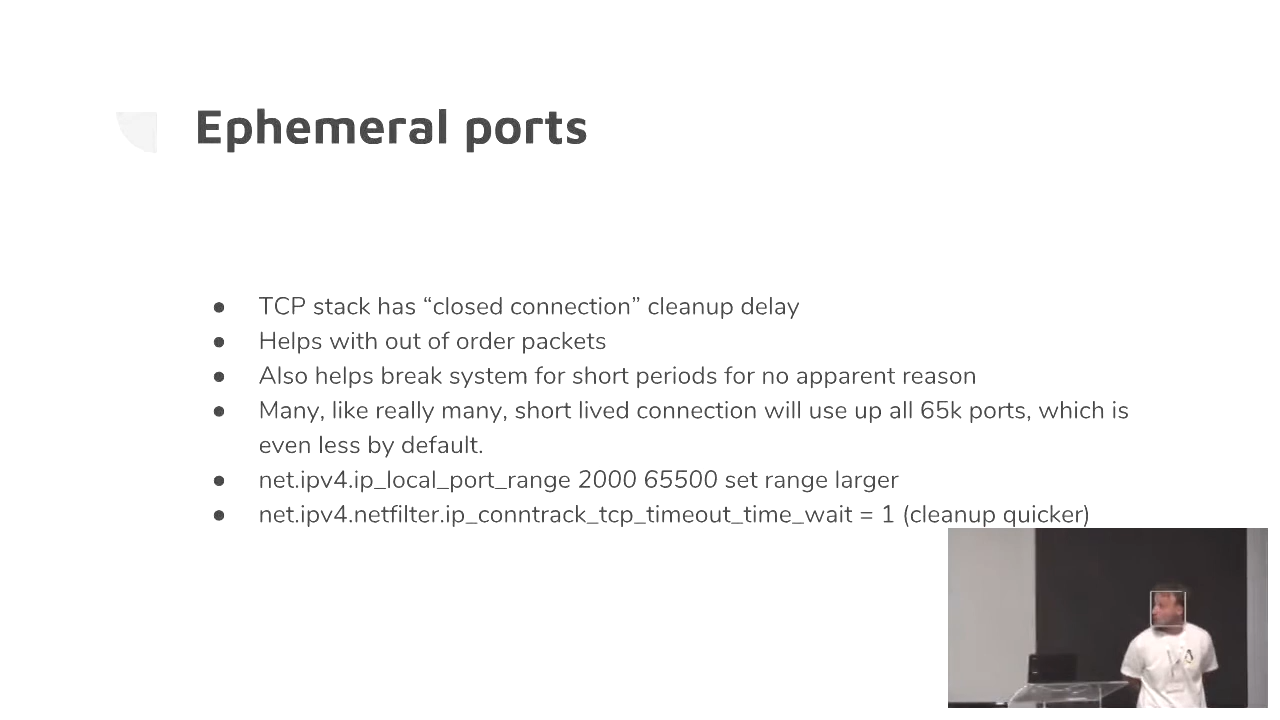 Ephemeral ports
● TCP stack has “closed connection” cleanup delay
● Helps with out of order packets
● Also helps break system for short periods for no apparent reason
● Many, like really many, short lived connection will use up all 65k ports, which is
even less by default.
● net.ipv4.ip_local_port_range 2000 65500 set range larger
● net.ipv4.netfilter.ip_conntrack_tcp_timeout_time_wait = 1 (cleanup quicker)